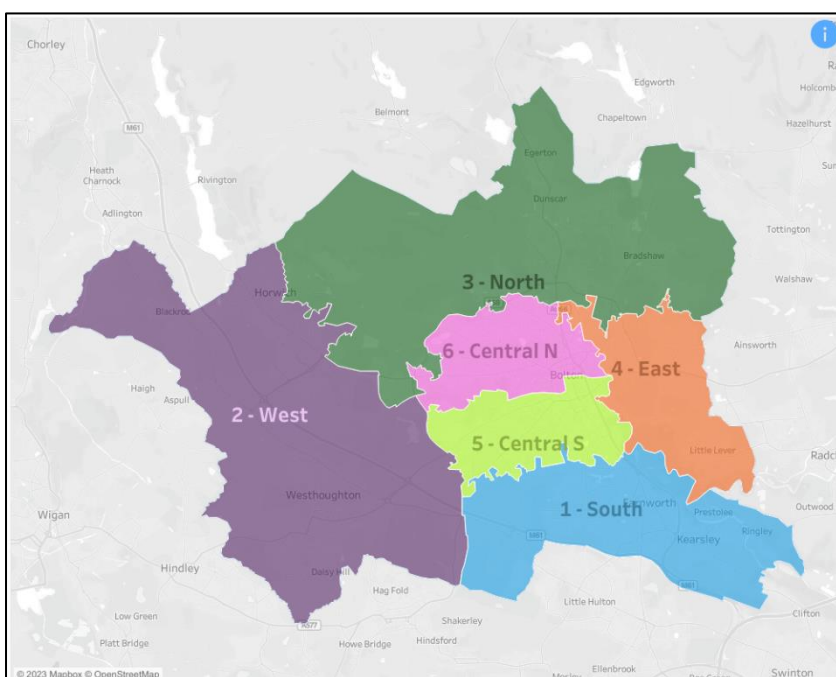 Chorley
Edgworth
Holcomb
Belmont
Chapeltown
Hazelhurst
M61
Egerton
Heath
Charnock
Rivington
Dunscar
Adlington
Tottington
Bradshaw
Walshaw
3 - North
Horwich
Blackrod
Ainsworth
6 - Central N
Haigh
Bolton
4 - East
Aspull
2 - West
5 - Central S
Little Lever
Radc
Westhoughton
Wigan
Farnworth
Prestolee
Outwood
1 - South
Ringley
M61
Kearsley
Hindley
Daisy Hill
M61
Hag Fold
Little Hulton
Low Green
Shakerley
Clifton
A577
Platt Bridge
Howe Bridge
Hindsford
Ellenbrook
Swinton
© 2023 Mapbox © OpenStreetMap